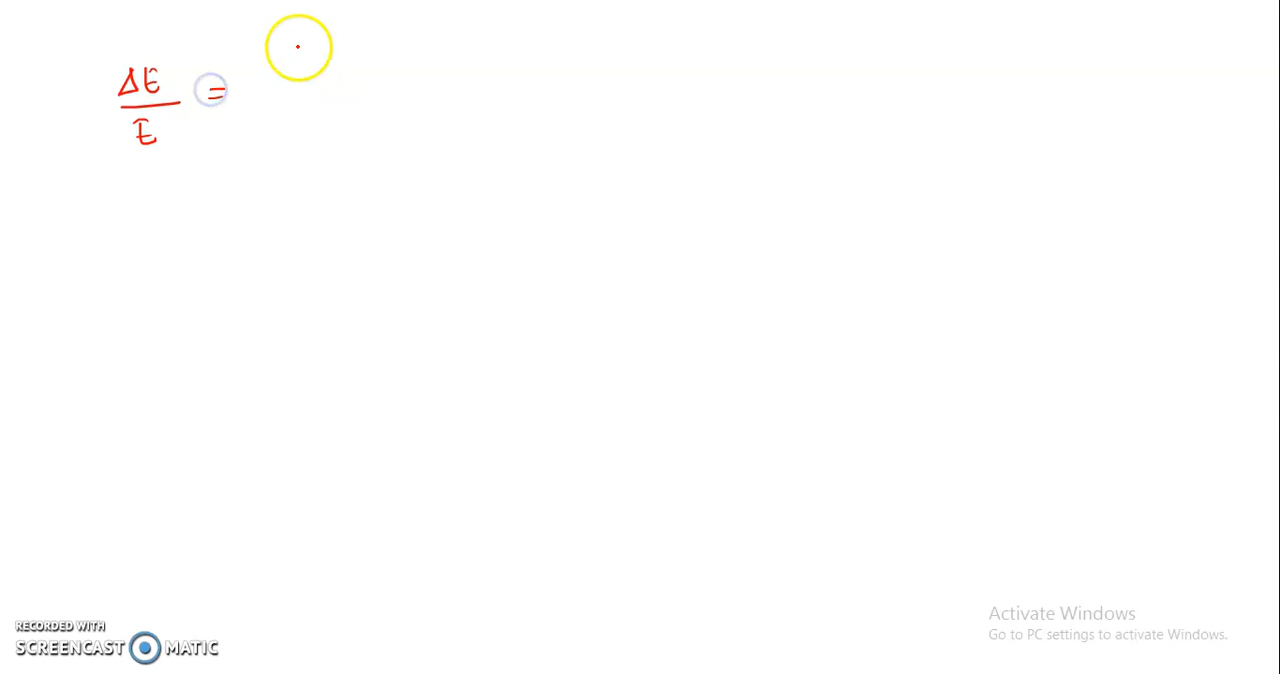 ΔE
E
=
RECORDED WITH
SCREENCAST MATIC
Activate Windows
Go to PC settings to activate Windows.